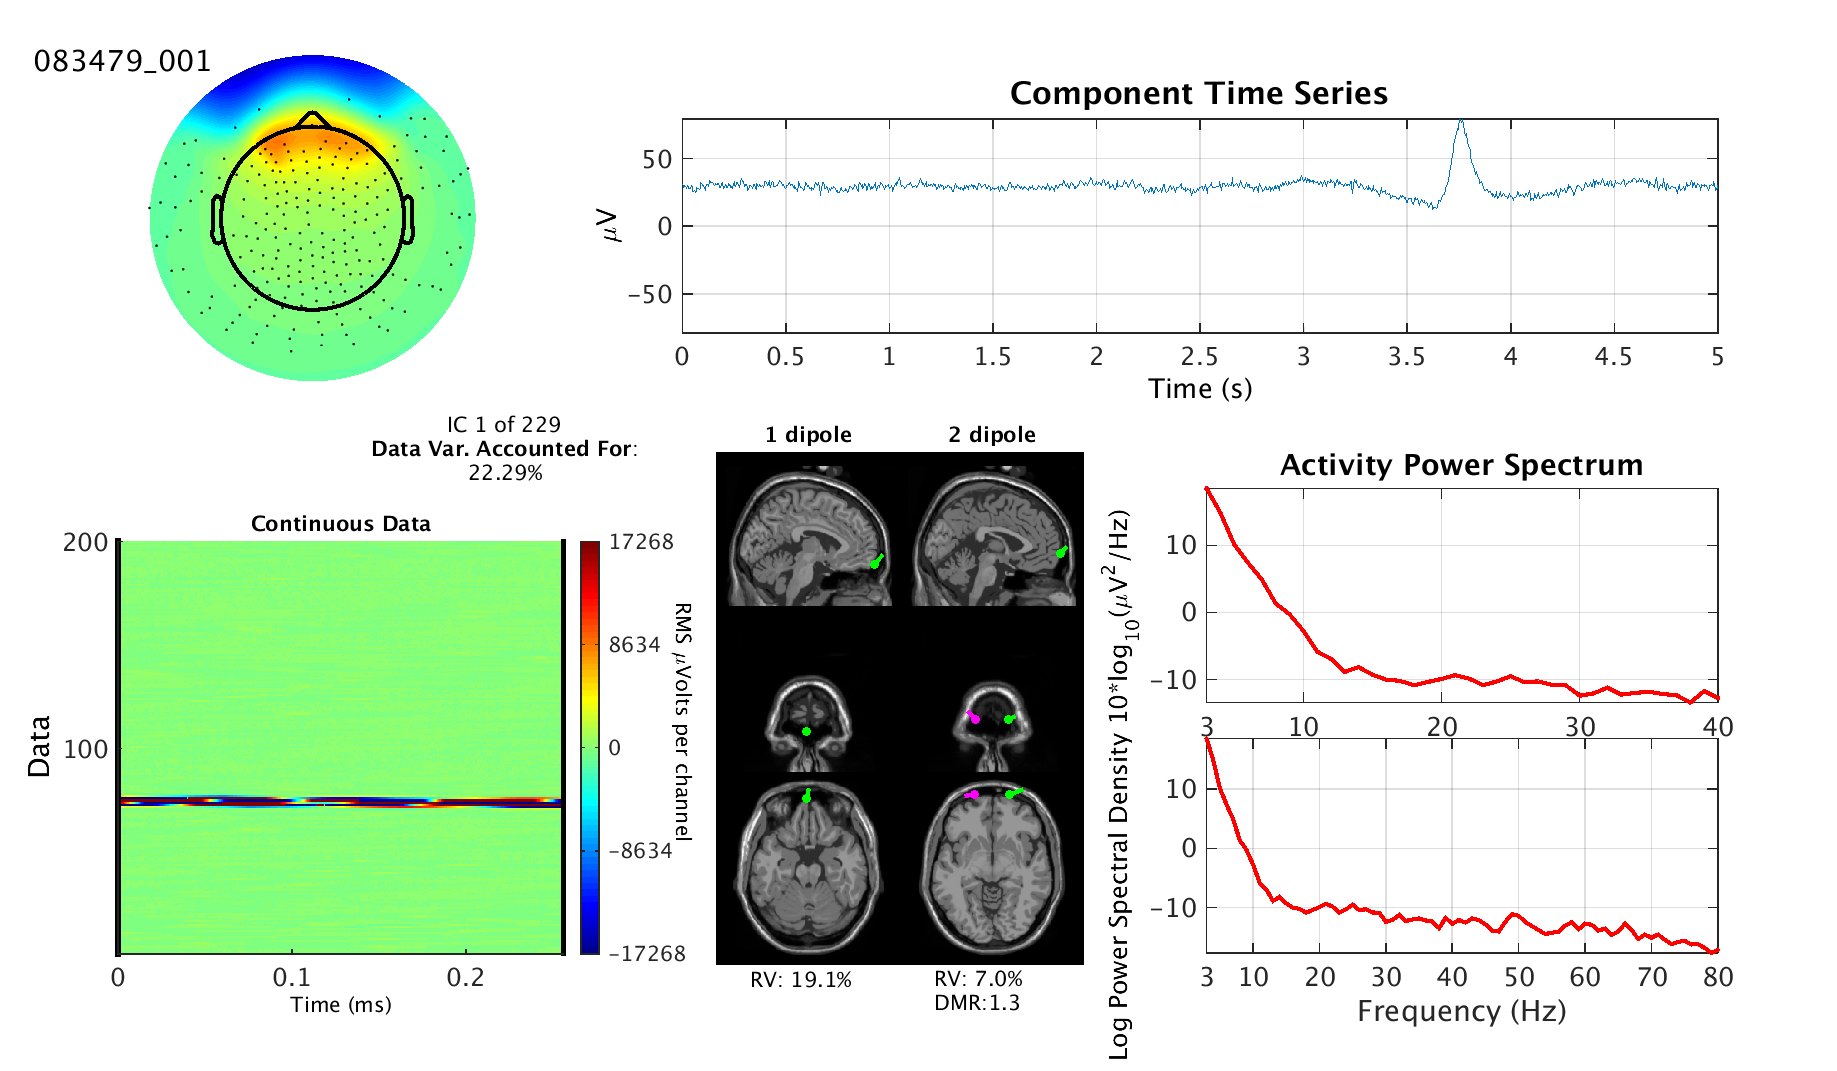 083479_001
Component Time Series
50
0
−50
μV
0 0.5 1 1.5 2 2.5 3 3.5 4 4.5 5
Time (s)
IC 1 of 229
Data Var. Accounted For:
22.29%
Continuous Data
200
100
Data
0 0.1 0.2
Time (ms)
17268
8634
0
−8634
−17268
RMS μVolts per channel
1 dipole
2 dipole
RV: 19.1%
RV: 7.0%
DMR:1.3
Activity Power Spectrum
10
0
−10
3 10 20 30 40
10
0
−10
3 10 20 30 40 50 60 70 80
Frequency (Hz)
Log Power Spectral Density 10*log10(μV2/Hz)